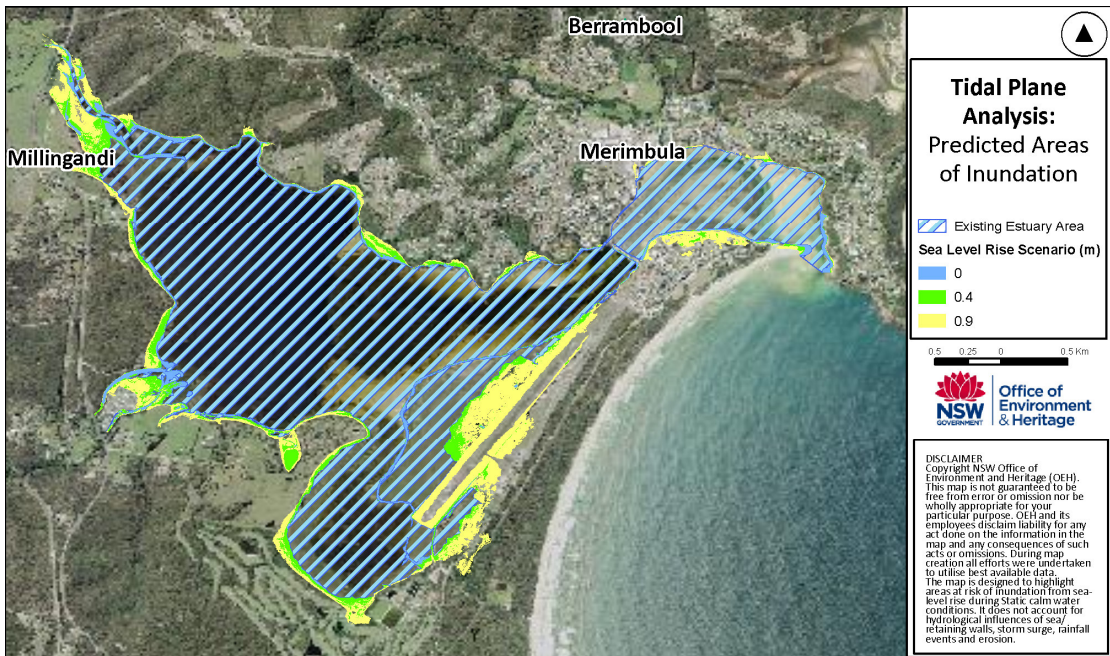 Berrambool
Millingandi
Merimbula
Tidal Plane
Analysis:
Predicted Areas
of Inundation
Existing Estuary Area
Sea Level Rise Scenario (m)
0
0.4
0.9
0.5 0.25 0 0.5 Km
NSW
GOVERNMENT
Office of
Environment
& Heritage
DISCLAIMER
Copyright NSW Office of
Environment and Heritage (OEH).
This map is not guaranteed to be
free from error or omission nor be
wholly appropriate for your
particular purpose. OEH and its
employees disclaim liability for any
act done on the information in the
map and any consequences of such
acts or omissions. During map
creation all efforts were undertaken
to utilise best available data.
The map is designed to highlight
areas at risk of inundation from sea-
level rise during Static calm water
conditions. It does not account for
hydrological influences of sea/
retaining walls, storm surge, rainfall
events and erosion.